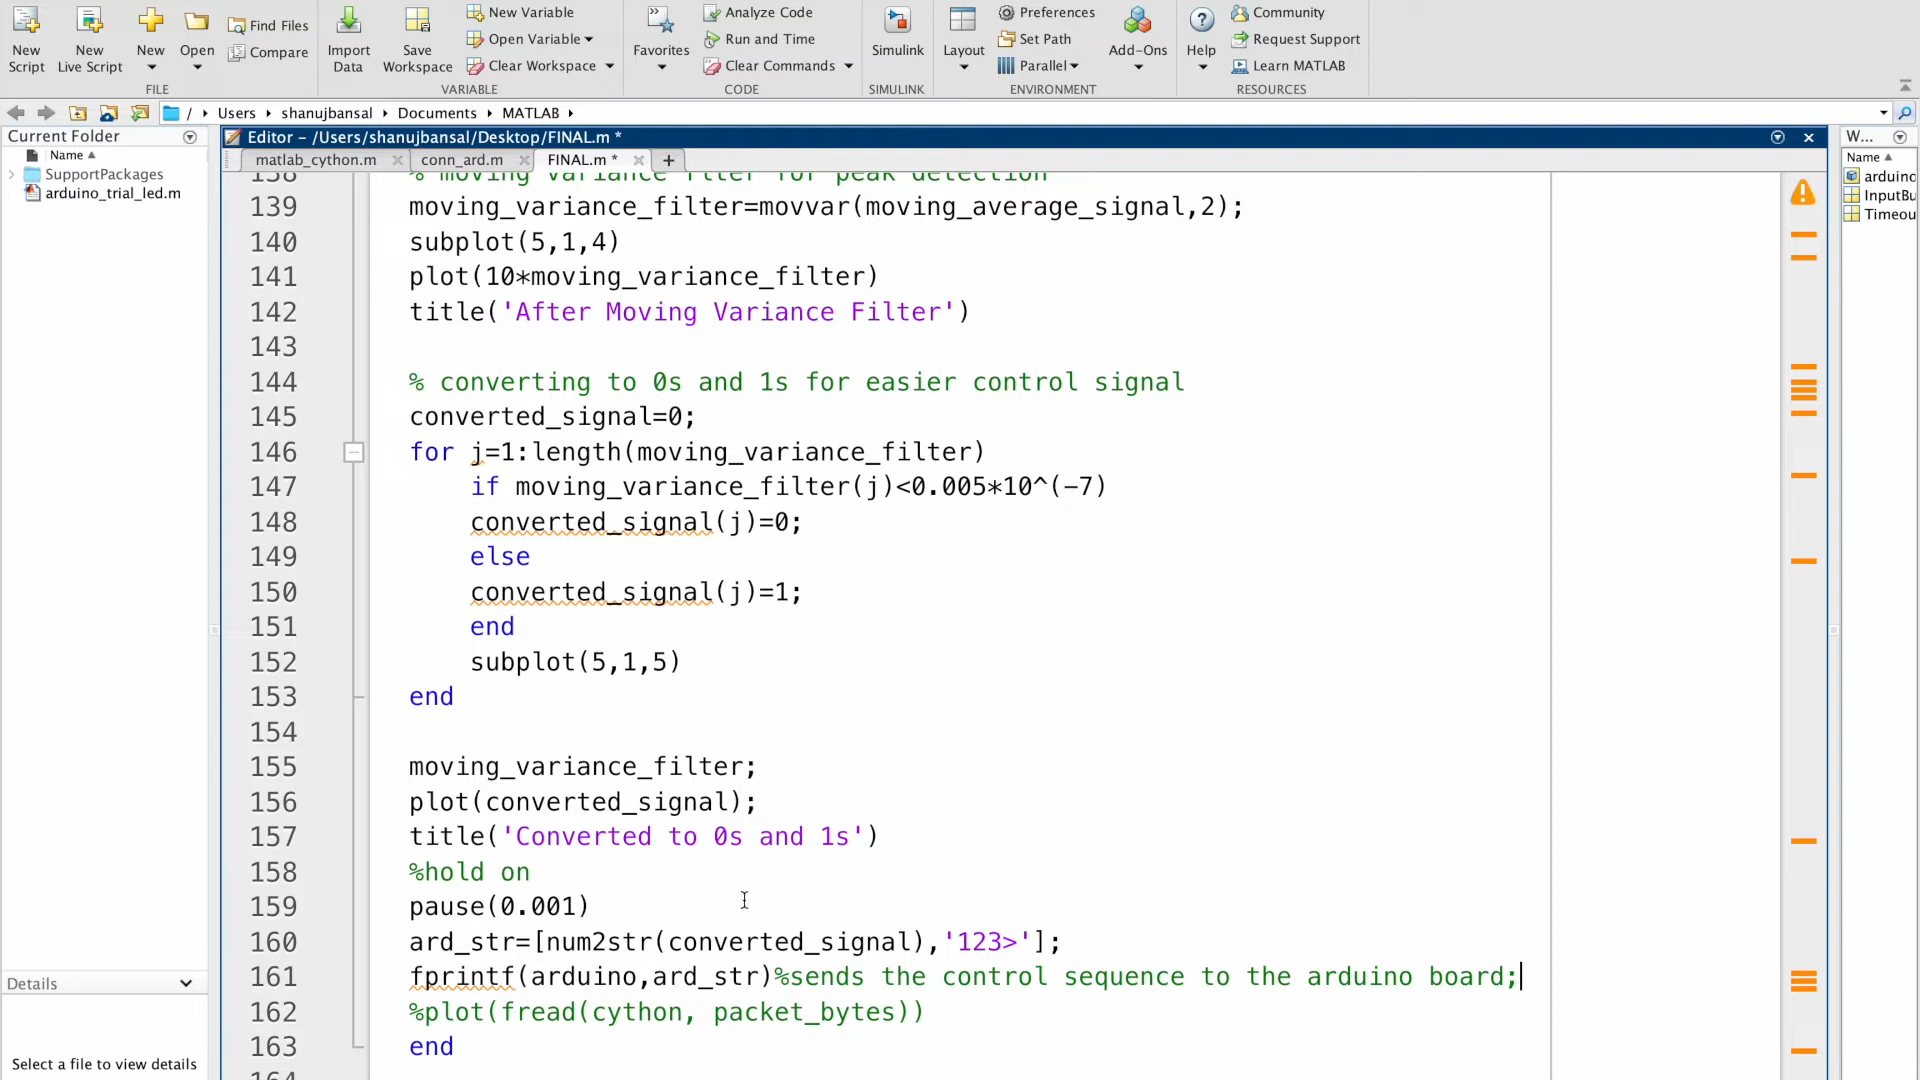 New Script
New Live Script
New
Open
Find Files
Compare
Import Data
Save Workspace
New Variable
Open Variable
Clear Workspace
Favorites
Analyze Code
Run and Time
Clear Commands
Simulink
Layout
Preferences
Set Path
Parallel
Add-Ons
Help
Community
Request Support
Learn MATLAB
FILE
VARIABLE
CODE
SIMULINK
ENVIRONMENT
RESOURCES
/ Users shanujbansal Documents MATLAB
Current Folder
Name
SupportPackages
arduino_trial_led.m
Details
Select a file to view details
Editor – /Users/shanujbansal/Desktop/FINAL.m *
matlab_cython.m
conn_ard.m
FINAL.m *
138 % moving variance filter for peak detection
139 moving_variance_filter=movvar(moving_average_signal,2);
140 subplot(5,1,4)
141 plot(10*moving_variance_filter)
142 title('After Moving Variance Filter')
143
144 % converting to 0s and 1s for easier control signal
145 converted_signal=0;
146 for j=1:length(moving_variance_filter)
147 if moving_variance_filter(j)<0.005*10^(-7)
148 converted_signal(j)=0;
149 else
150 converted_signal(j)=1;
151 end
152 subplot(5,1,5)
153 end
154
155 moving_variance_filter;
156 plot(converted_signal);
157 title('Converted to 0s and 1s')
158 %hold on
159 pause(0.001)
160 ard_str=[num2str(converted_signal),'123>'];
161 fprintf(arduino,ard_str)%sends the control sequence to the arduino board;
162 %plot(fread(cython, packet_bytes))
163 end
164
W...
Name
arduino
InputBu
Timeou